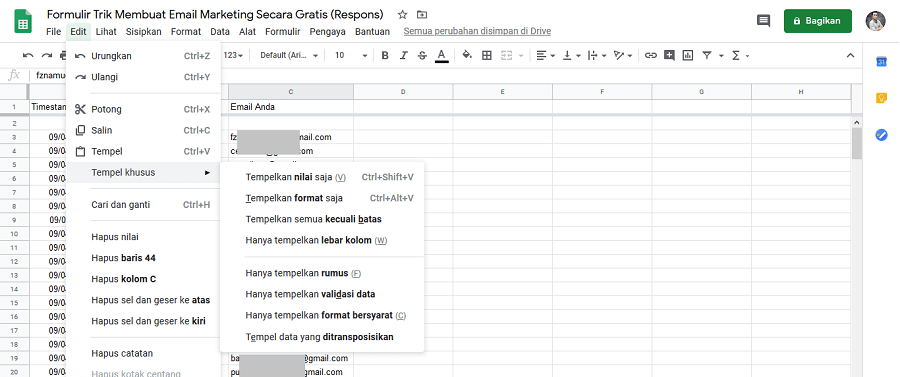 Formulir Trik Membuat Email Marketing Secara Gratis (Respons)
File Edit Lihat Sisipkan Format Data Alat Formulir Pengaya Bantuan Semua perubahan disimpan di Drive
Bagikan
123 Default (Ari... 10 B I S A
fx fznamu
C D E F G H
1 Timestam Email Anda
2
3 09/0 fz mail.com
4 09/0 ce com
5 09/0
6 09/0
7 09/0
8 09/0
9 09/0
10 09/0
11 09/0
12 09/0
13 09/0
14 09/0
15 09/0
16 09/0
17 09/0
18 09/0
19 09/0 ba @gmail.com
20 09/0 pu gmail.com
Urungkan Ctrl+Z
Ulangi Ctrl+Y
Potong Ctrl+X
Salin Ctrl+C
Tempel Ctrl+V
Tempel khusus ►
Cari dan ganti Ctrl+H
Hapus nilai
Hapus baris 44
Hapus kolom C
Hapus sel dan geser ke atas
Hapus sel dan geser ke kiri
Hapus catatan
Hapus kotak centang
Tempelkan nilai saja (V) Ctrl+Shift+V
Tempelkan format saja Ctrl+Alt+V
Tempelkan semua kecuali batas
Hanya tempelkan lebar kolom (W)
Hanya tempelkan rumus (F)
Hanya tempelkan validasi data
Hanya tempelkan format bersyarat (C)
Tempel data yang ditransposisikan
31